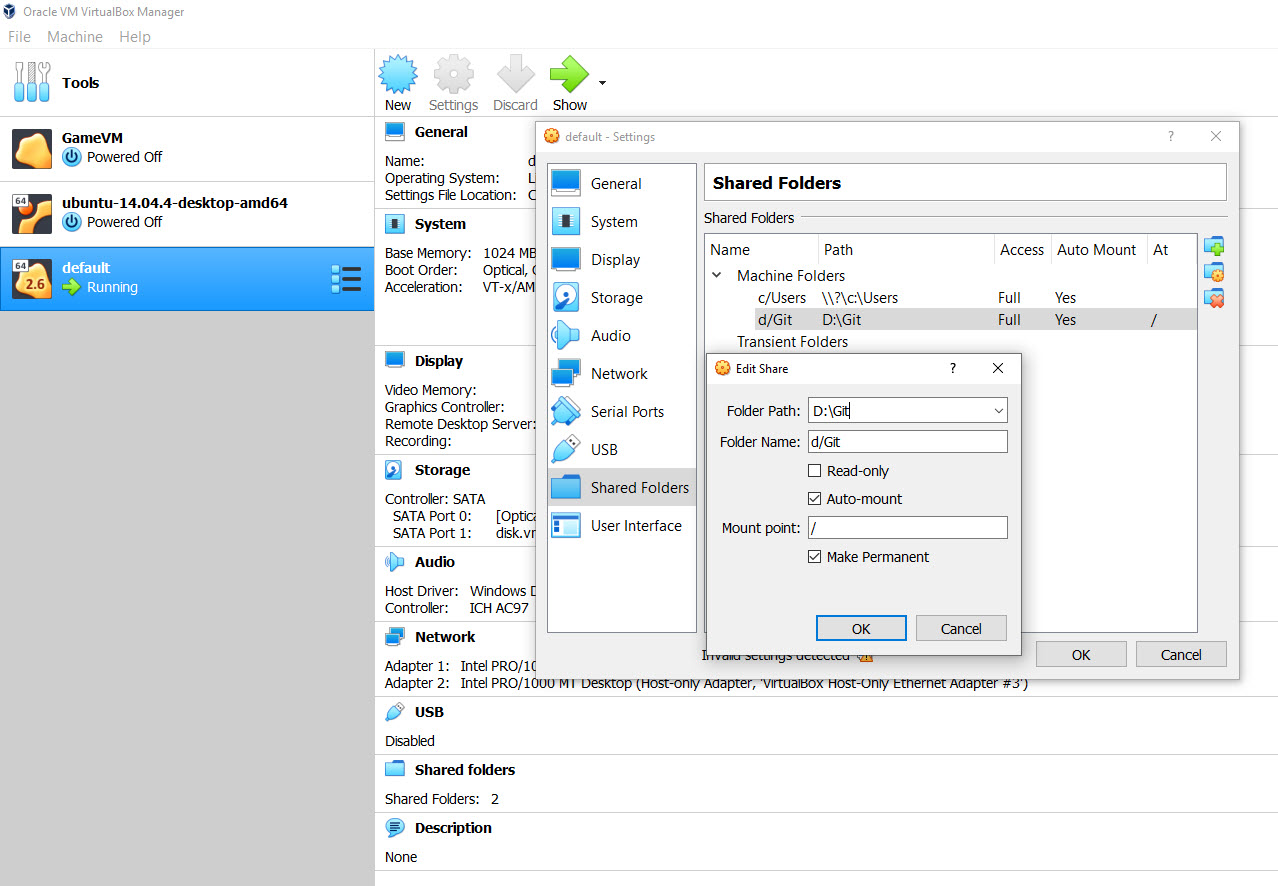 Oracle VM VirtualBox Manager
File Machine Help
Tools
GameVM
Powered Off
64
ubuntu-14.04.4-desktop-amd64
Powered Off
64
2.6
default
Running
New Settings Discard Show
General
Name:
Operating System:
Settings File Location:
System
Base Memory: 1024 MB
Boot Order: Optical,
Acceleration: VT-x/AM
Display
Video Memory:
Graphics Controller:
Remote Desktop Server:
Recording:
Storage
Controller: SATA
SATA Port 0: [Optica
SATA Port 1: disk.vm
Audio
Host Driver: Windows D
Controller: ICH AC97
Network
Adapter 1: Intel PRO/10
Adapter 2: Intel PRO/1000 MT Desktop (Host-only Adapter, 'VirtualBox Host-Only Ethernet Adapter #3')
USB
Disabled
Shared folders
Shared Folders: 2
Description
None
default - Settings ?
General
System
Display
Storage
Audio
Network
Serial Ports
USB
Shared Folders
User Interface
Shared Folders
Shared Folders
Name Path Access Auto Mount At
Machine Folders
c/Users \\?\c:\Users Full Yes
d/Git D:\Git Full Yes /
Transient Folders
Edit Share ?
Folder Path: D:\Git
Folder Name: d/Git
Read-only
Auto-mount
Mount point: /
Make Permanent
OK Cancel
Invalid settings detected
OK Cancel